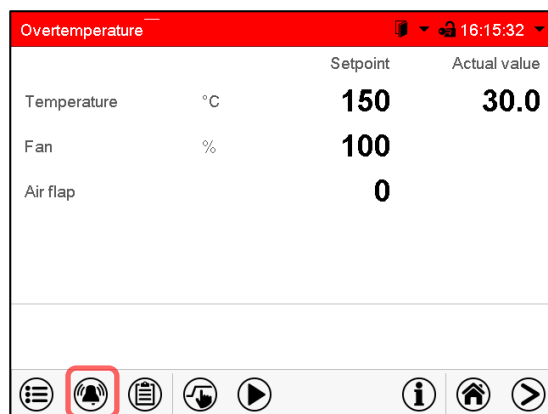 Overtemperature 16:15:32
Setpoint Actual value
Temperature °C 150 30.0
Fan % 100
Air flap 0